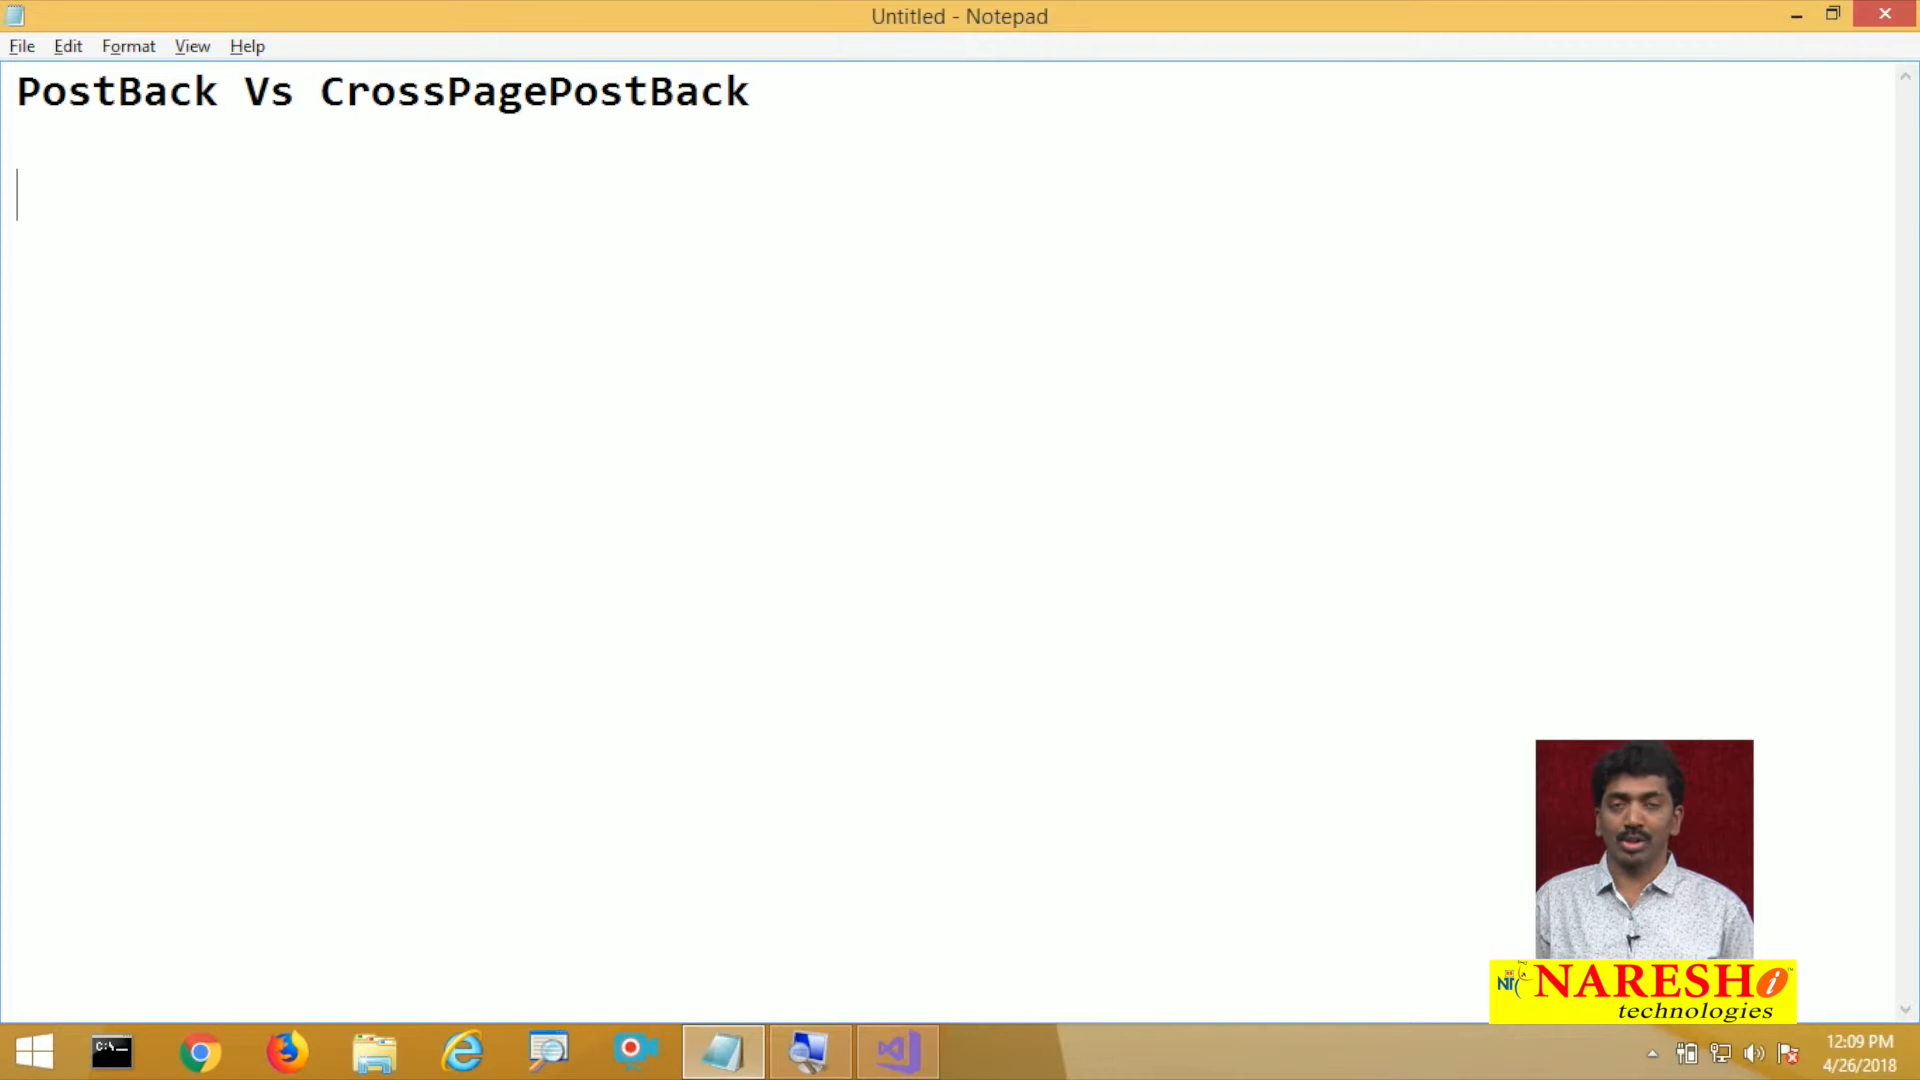 Untitled - Notepad
File Edit Format View Help
PostBack Vs CrossPagePostBack
NARESH i
technologies
12:09 PM
4/26/2018